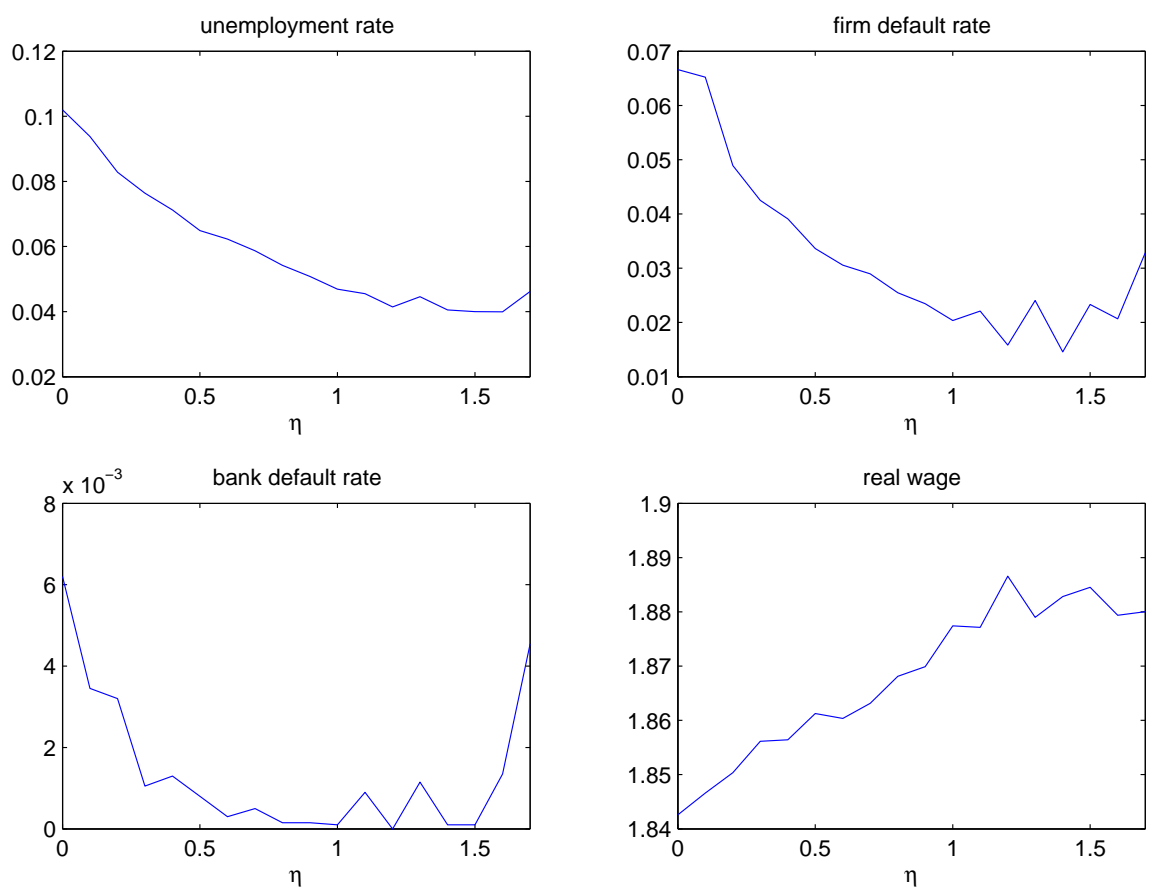 unemployment rate
0.12
0.1
0.08
0.06
0.04
0.02
0 0.5 1 1.5
η
firm default rate
0.07
0.06
0.05
0.04
0.03
0.02
0.01
0 0.5 1 1.5
η
bank default rate
x 10⁻³
8
6
4
2
0
0 0.5 1 1.5
η
real wage
1.9
1.89
1.88
1.87
1.86
1.85
1.84
0 0.5 1 1.5
η